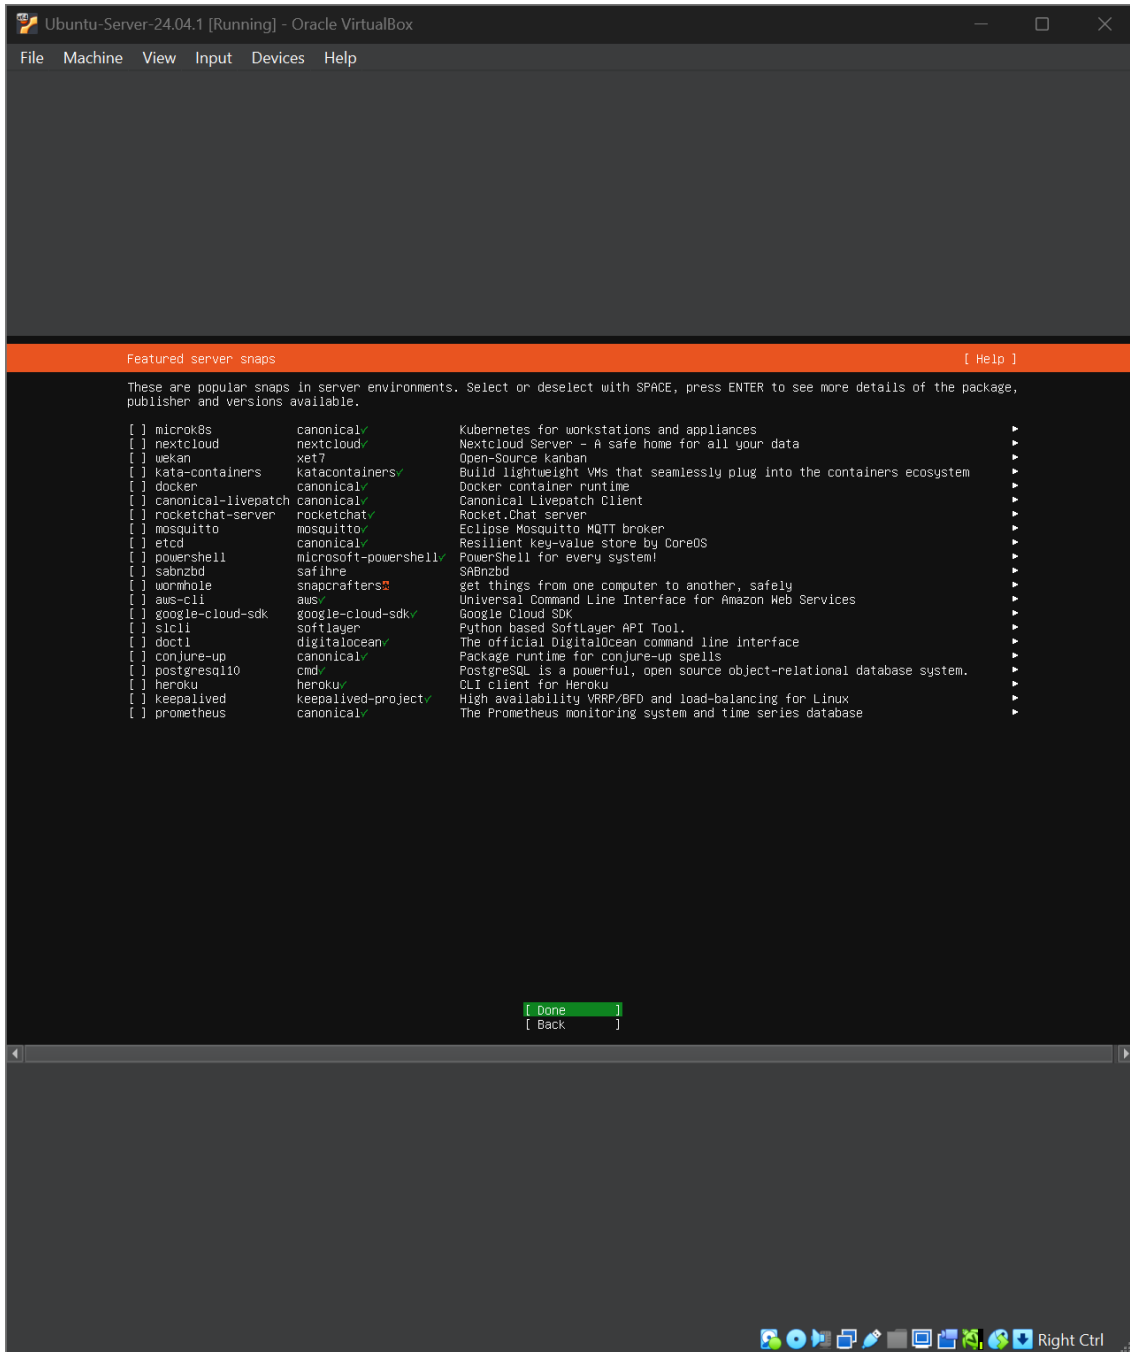 Ubuntu-Server-24.04.1 [Running] - Oracle VirtualBox
File Machine View Input Devices Help
Featured server snaps [ Help ]
These are popular snaps in server environments. Select or deselect with SPACE, press ENTER to see more details of the package,
publisher and versions available.
[ ] microk8s canonical✓ Kubernetes for workstations and appliances ▸
[ ] nextcloud nextcloud✓ Nextcloud Server - A safe home for all your data ▸
[ ] wekan xet7 Open-Source kanban ▸
[ ] kata-containers katacontainers✓ Build lightweight VMs that seamlessly plug into the containers ecosystem ▸
[ ] docker canonical✓ Docker container runtime ▸
[ ] canonical-livepatch canonical✓ Canonical Livepatch Client ▸
[ ] rocketchat-server rocketchat✓ Rocket.Chat server ▸
[ ] mosquitto mosquitto✓ Eclipse Mosquitto MQTT broker ▸
[ ] etcd canonical✓ Resilient key-value store by CoreOS ▸
[ ] powershell microsoft-powershell✓ PowerShell for every system! ▸
[ ] sabnzbd safihre SABnzbd ▸
[ ] wormhole snapcrafters get things from one computer to another, safely ▸
[ ] aws-cli aws✓ Universal Command Line Interface for Amazon Web Services ▸
[ ] google-cloud-sdk google-cloud-sdk✓ Google Cloud SDK ▸
[ ] slcli softlayer Python based SoftLayer API Tool. ▸
[ ] doctl digitalocean✓ The official DigitalOcean command line interface ▸
[ ] conjure-up canonical✓ Package runtime for conjure-up spells ▸
[ ] postgresql10 cmd✓ PostgreSQL is a powerful, open source object-relational database system. ▸
[ ] heroku heroku✓ CLI client for Heroku ▸
[ ] keepalived keepalived-project✓ High availability VRRP/BFD and load-balancing for Linux ▸
[ ] prometheus canonical✓ The Prometheus monitoring system and time series database ▸
[ Done ]
[ Back ]
Right Ctrl